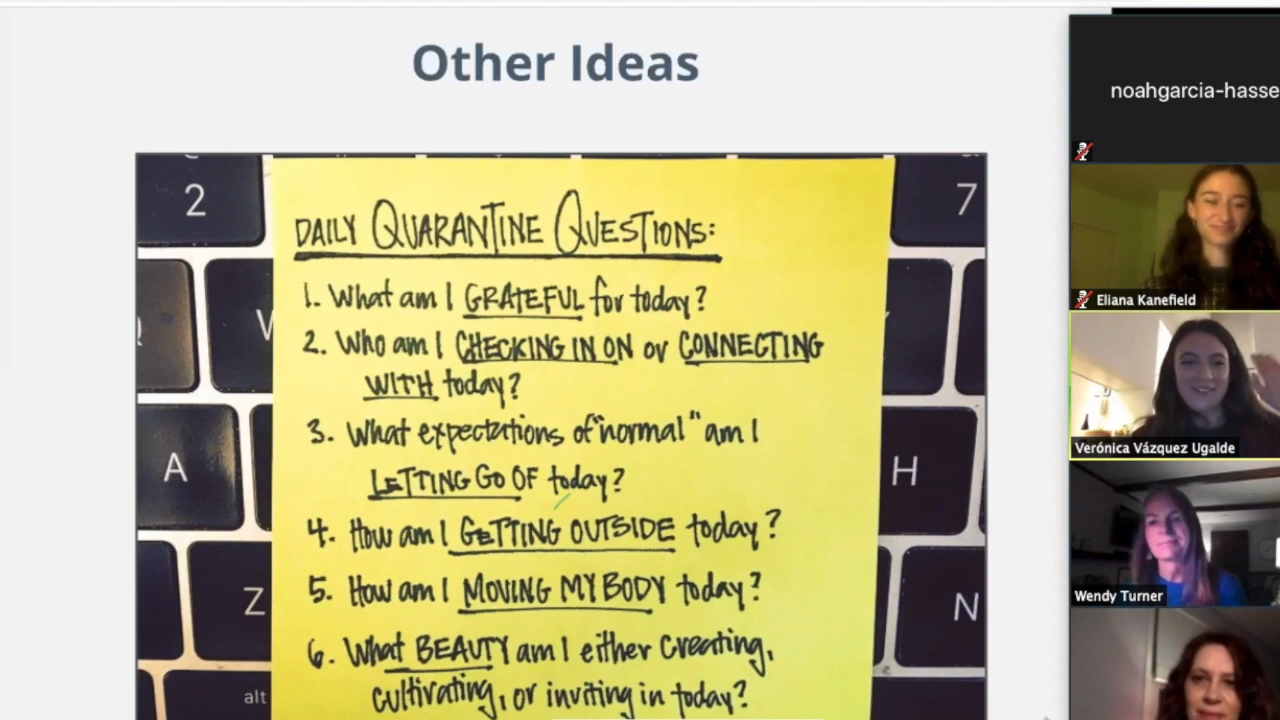 Other Ideas
2
7
DAILY QUARANTINE QUESTIONS:
1. What am I GRATEFUL for today?
2. Who am I CHECKING IN ON or CONNECTING
WITH today?
3. What expectations of "normal" am I
LETTING GO OF today?
4. How am I GETTING OUTSIDE today?
5. How am I MOVING MY BODY today?
6. What BEAUTY am I either creating,
cultivating, or inviting in today?
A
H
Z
N
alt
noahgarcia-hasse
Eliana Kanefield
Verónica Vázquez Ugalde
Wendy Turner